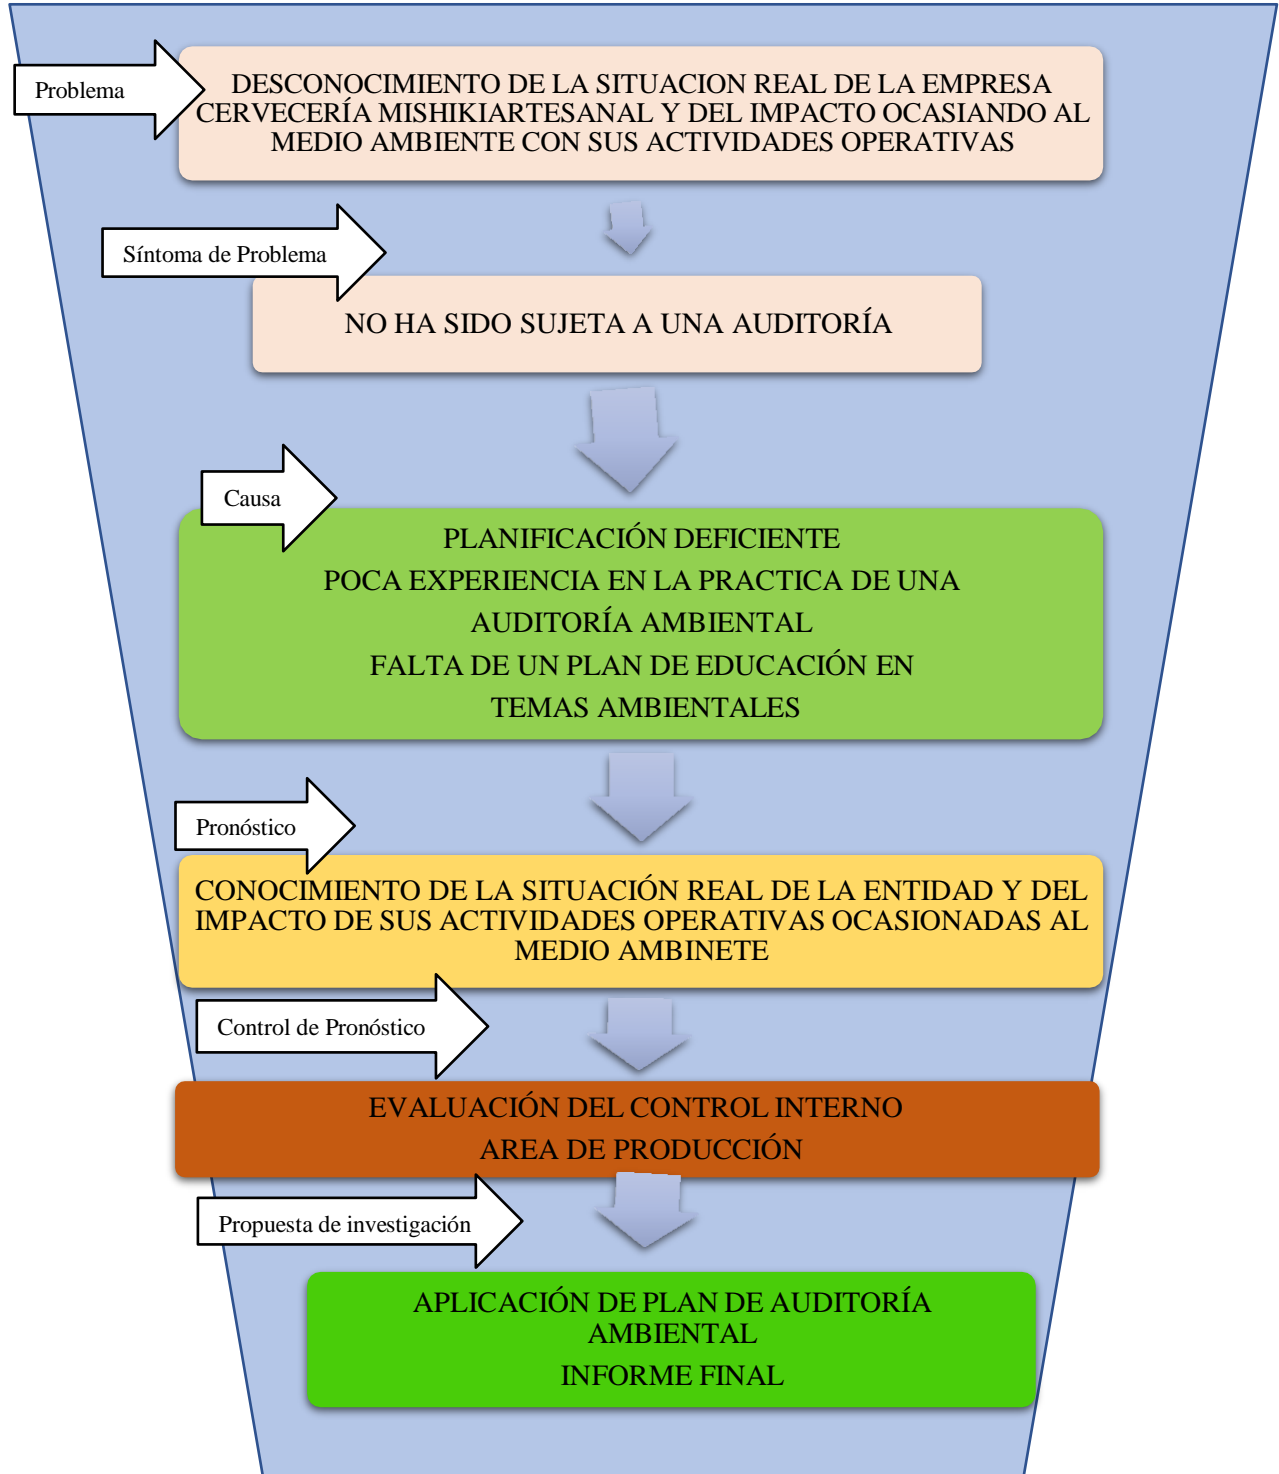 Problema
DESCONOCIMIENTO DE LA SITUACION REAL DE LA EMPRESA
CERVECERÍA MISHIKIARTESANAL Y DEL IMPACTO OCASIANDO AL
MEDIO AMBIENTE CON SUS ACTIVIDADES OPERATIVAS
Síntoma de Problema
NO HA SIDO SUJETA A UNA AUDITORÍA
Causa
PLANIFICACIÓN DEFICIENTE
POCA EXPERIENCIA EN LA PRACTICA DE UNA
AUDITORÍA AMBIENTAL
FALTA DE UN PLAN DE EDUCACIÓN EN
TEMAS AMBIENTALES
Pronóstico
CONOCIMIENTO DE LA SITUACIÓN REAL DE LA ENTIDAD Y DEL
IMPACTO DE SUS ACTIVIDADES OPERATIVAS OCASIONADAS AL
MEDIO AMBINETE
Control de Pronóstico
EVALUACIÓN DEL CONTROL INTERNO
AREA DE PRODUCCIÓN
Propuesta de investigación
APLICACIÓN DE PLAN DE AUDITORÍA
AMBIENTAL
INFORME FINAL